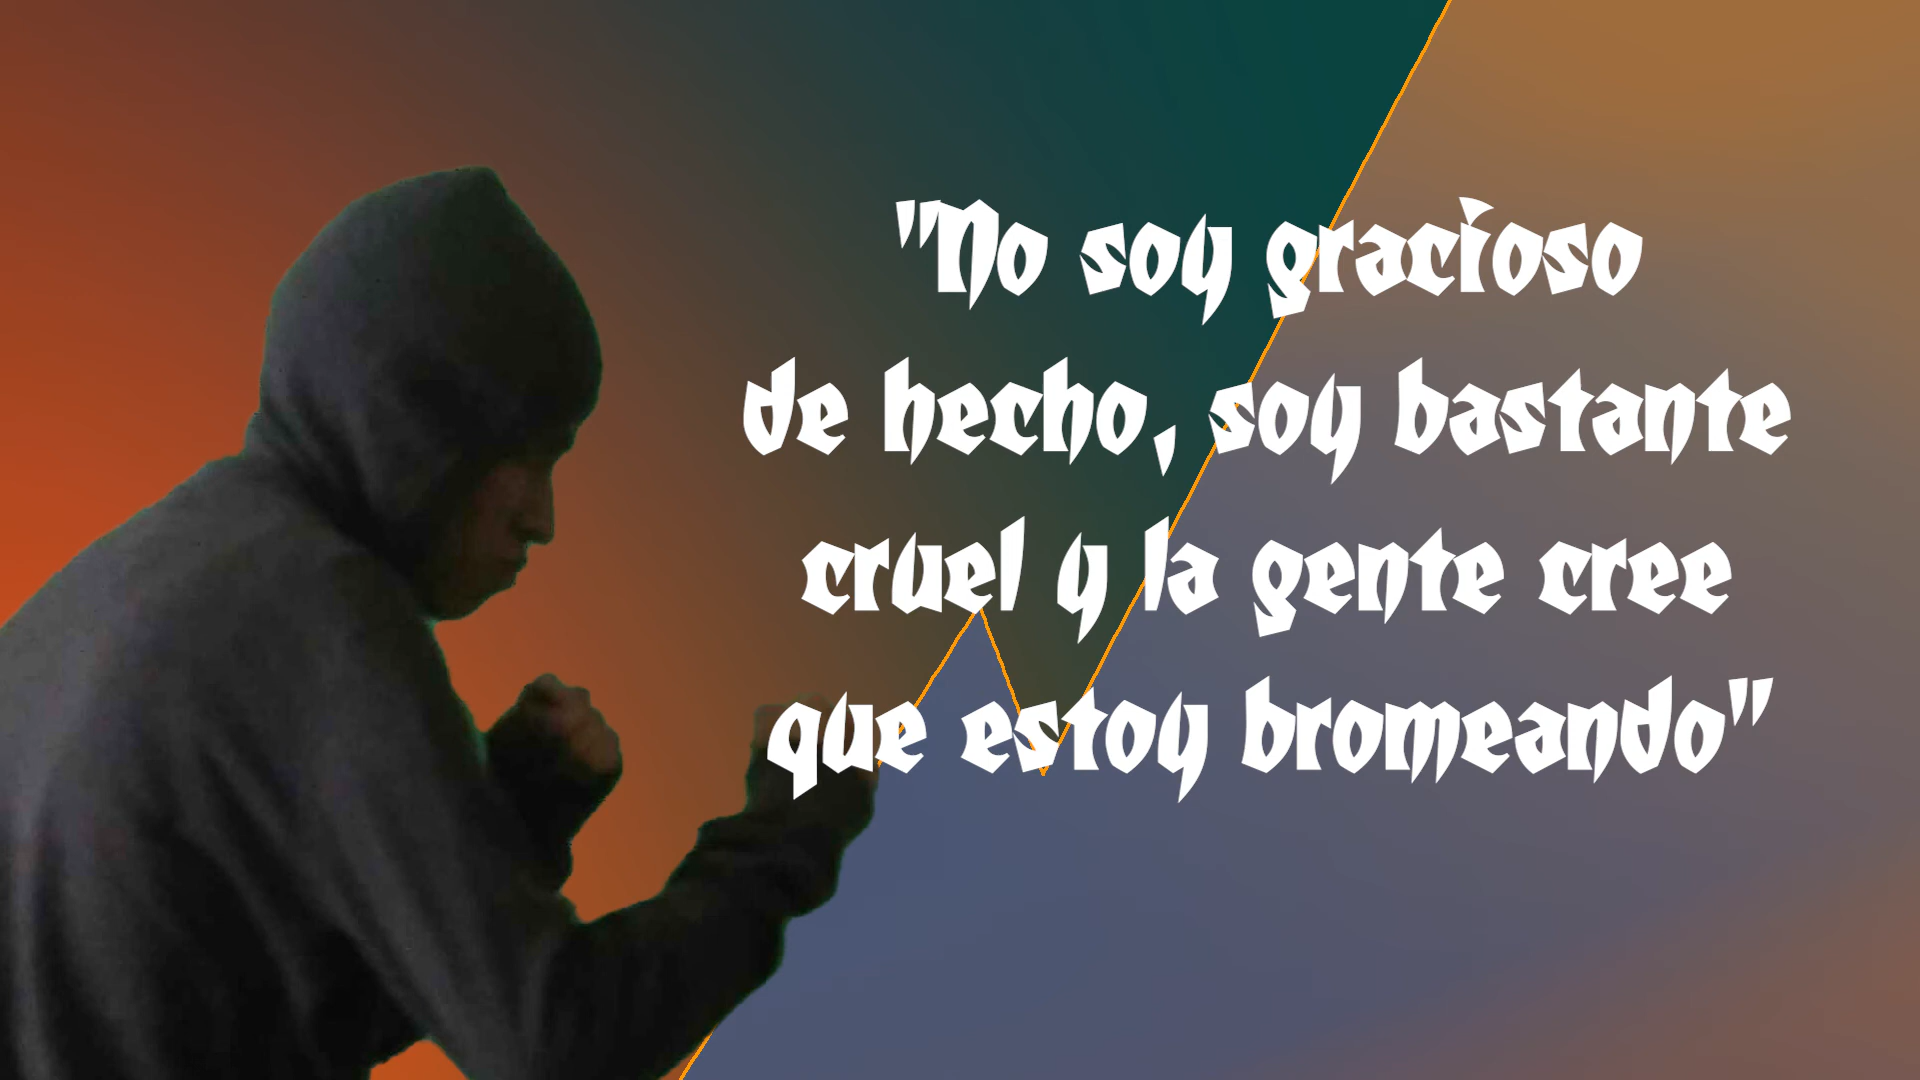 "No soy gracioso
de hecho, soy bastante
cruel y la gente cree
que estoy bromeando"